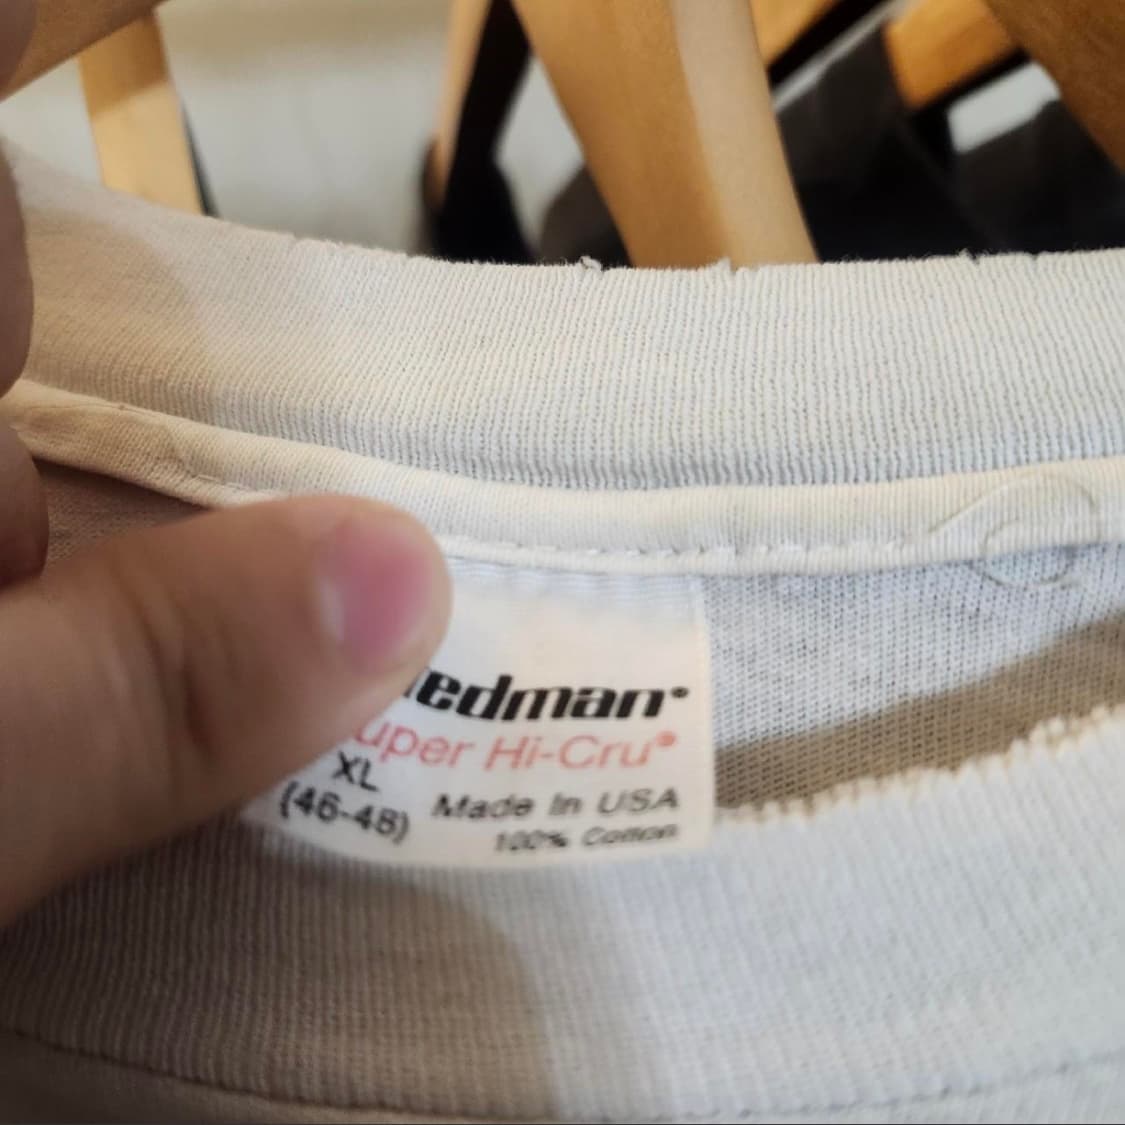 edman®
uper Hi-Cru®
XL
(46-48) Made In USA
100% Cotton